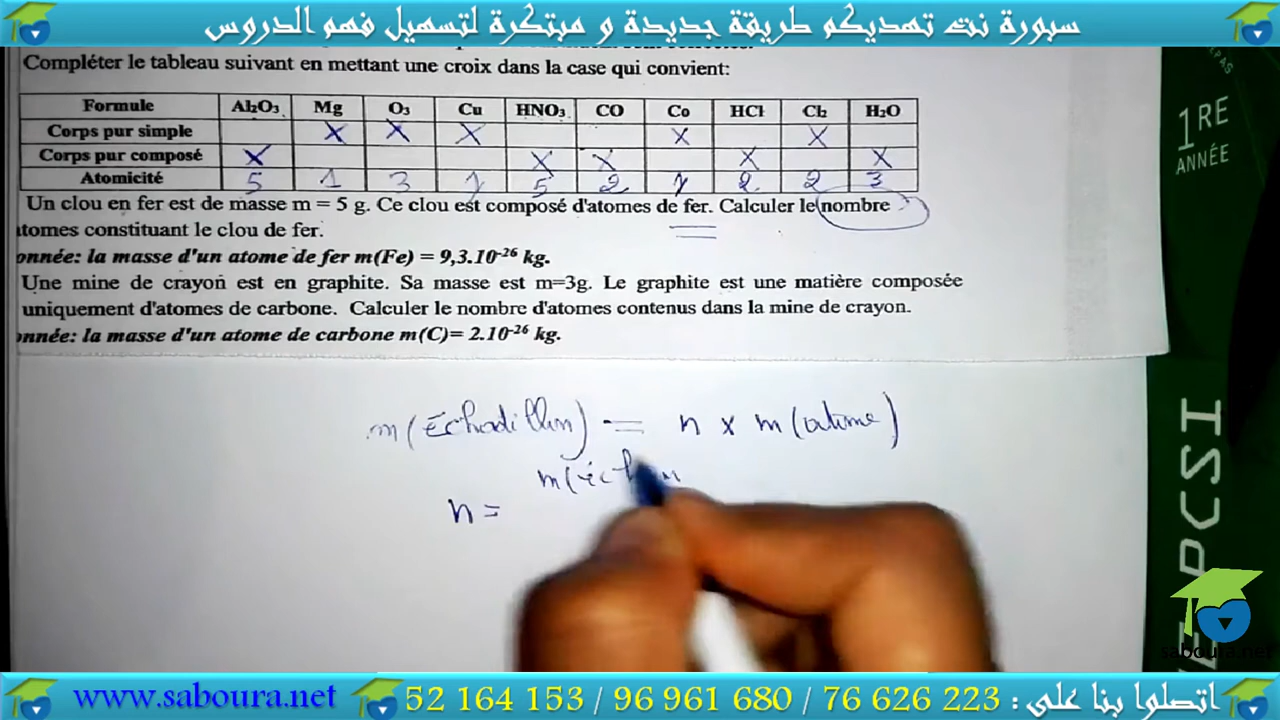 سبورة نت تهديكم طريقة جديدة و مبتكرة لتسهيل فهم الدروس
Compléter le tableau suivant en mettant une croix dans la case qui convient:
Formule Al₂O₃ Mg O₃ Cu HNO₃ CO Co HCl Cl₂ H₂O
Corps pur simple X X X X X
Corps pur composé X X X X X
Atomicité 5 1 3 1 5 2 1 2 2 3
Un clou en fer est de masse m = 5 g. Ce clou est composé d'atomes de fer. Calculer le nombre
tomes constituant le clou de fer.
onnée: la masse d'un atome de fer m(Fe) = 9,3.10⁻²⁶ kg.
Une mine de crayon est en graphite. Sa masse est m=3g. Le graphite est une matière composée
uniquement d'atomes de carbone. Calculer le nombre d'atomes contenus dans la mine de crayon.
onnée: la masse d'un atome de carbone m(C)= 2.10⁻²⁶ kg.
m(Échadillon) = n x m(atome)
n =
1RE
ANNÉE
PCSI
saboura.net
www.saboura.net 52 164 153 / 96 961 680 / 76 626 223 : اتصلوا بنا على